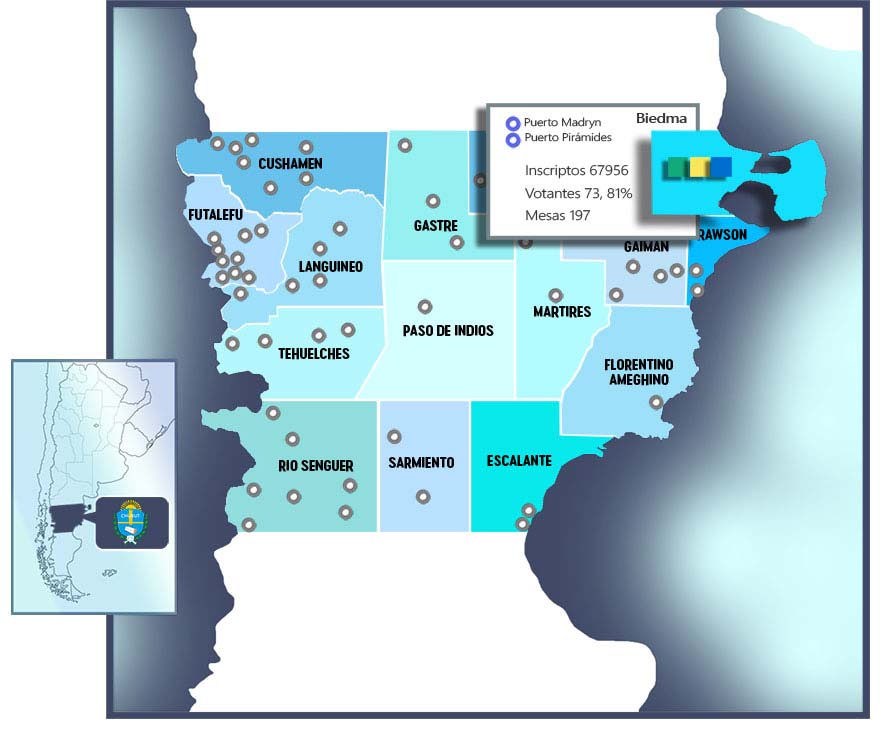 Biedma
Puerto Madryn
Puerto Pirámides
Inscriptos 67956
Votantes 73, 81%
Mesas 197
CUSHAMEN
FUTALEFU
GASTRE
LANGUINEO
GAIMAN
RAWSON
PASO DE INDIOS
MARTIRES
TEHUELCHES
FLORENTINO
AMEGHINO
RIO SENGUER
SARMIENTO
ESCALANTE
CHUBUT